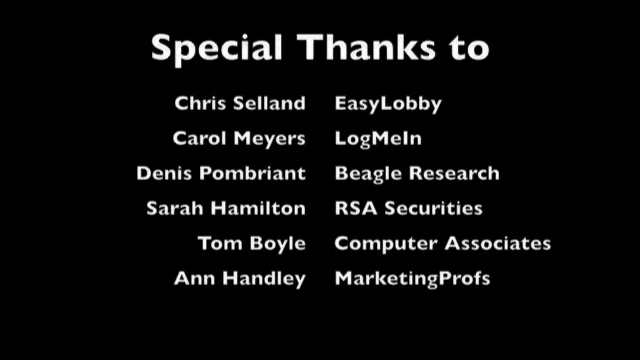 Special Thanks to
Chris Selland EasyLobby
Carol Meyers LogMeIn
Denis Pombriant Beagle Research
Sarah Hamilton RSA Securities
Tom Boyle Computer Associates
Ann Handley MarketingProfs